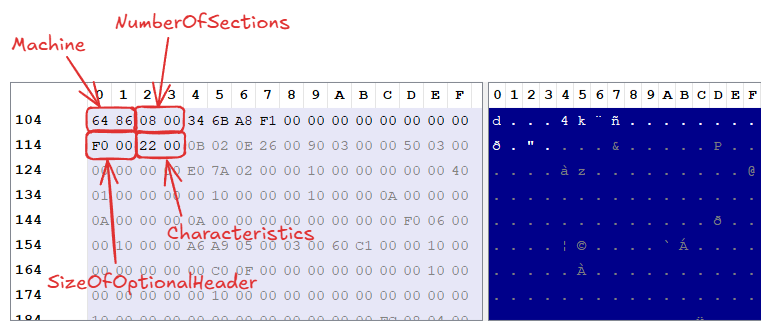 NumberOfSections
Machine
0 1 2 3 4 5 6 7 8 9 A B C D E F 0 1 2 3 4 5 6 7 8 9 A B C D E F
104 64 86 08 00 34 6B A8 F1 00 00 00 00 00 00 00 00 d . . . 4 k ¨ ñ . . . . . . . .
114 F0 00 22 00 0B 02 0E 26 00 90 03 00 00 50 03 00 ð . " . . . . & . . . . . P . .
124 00 00 00 00 E0 7A 02 00 00 10 00 00 00 00 00 40 . . . . à z . . . . . . . . . @
134 01 00 00 00 00 10 00 00 00 10 00 00 0A 00 00 00 . . . . . . . . . . . . . . . .
144 0A 00 00 00 0A 00 00 00 00 00 00 00 00 F0 06 00 . . . . . . . . . . . . . ð . .
Characteristics
154 00 10 00 00 A6 A9 05 00 03 00 60 C1 00 00 10 00 . . . . ¦ © . . . . ` Á . . . .
164 00 00 00 00 00 C0 0F 00 00 00 00 00 00 00 10 00 . . . . . À . . . . . . . . . .
SizeOfOptionalHeader
174 00 00 00 00 00 10 00 00 00 00 00 00 00 00 00 00 . . . . . . . . . . . . . . . .
184